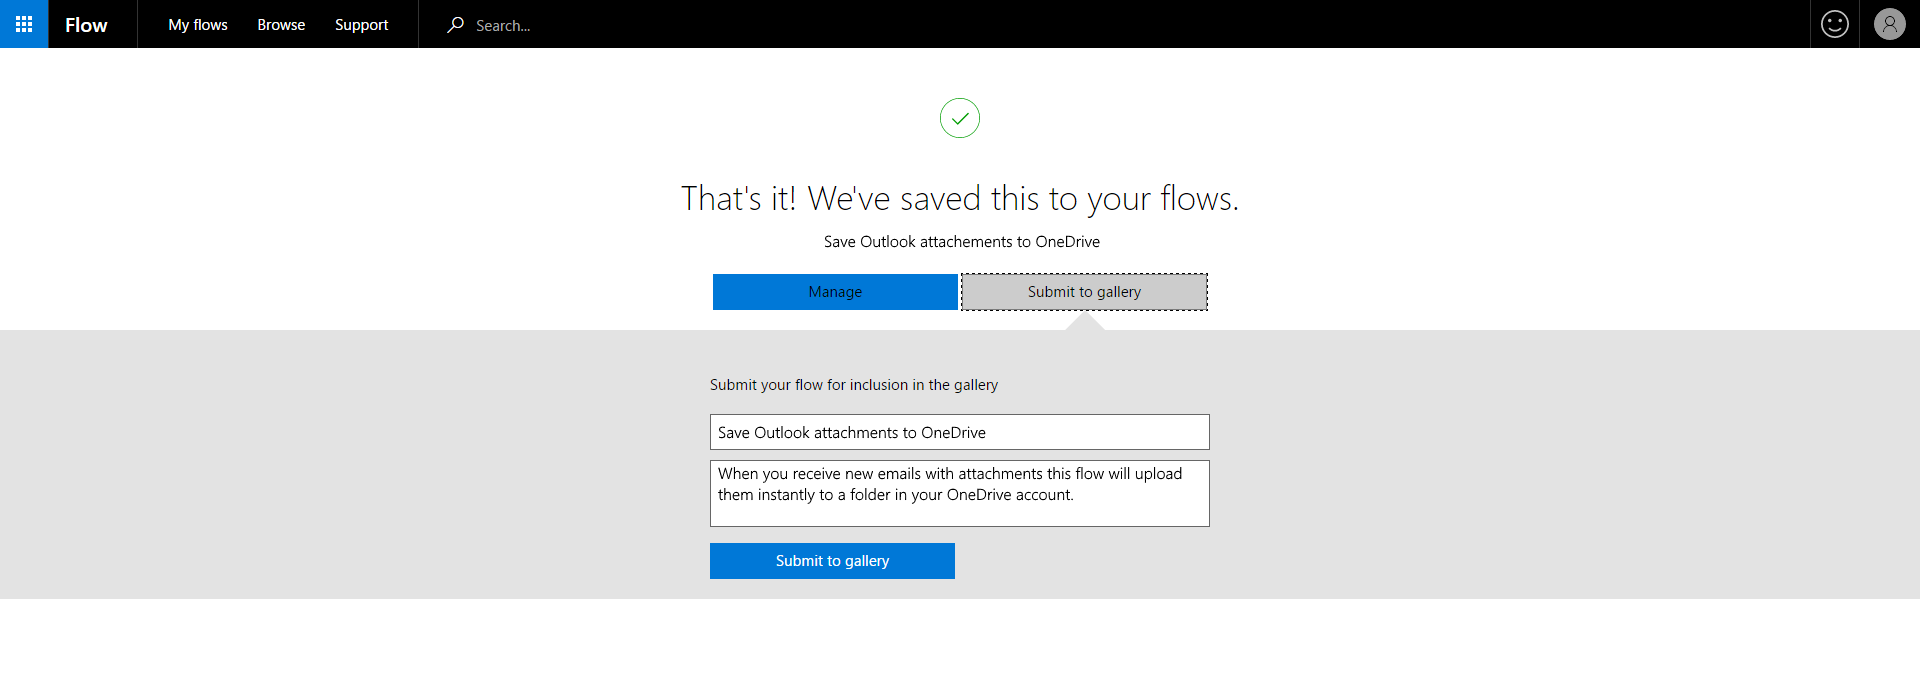 Flow
My flows
Browse
Support
Search...
That's it! We've saved this to your flows.
Save Outlook attachements to OneDrive
Manage
Submit to gallery
Submit your flow for inclusion in the gallery
Save Outlook attachments to OneDrive
When you receive new emails with attachments this flow will upload
them instantly to a folder in your OneDrive account.
Submit to gallery